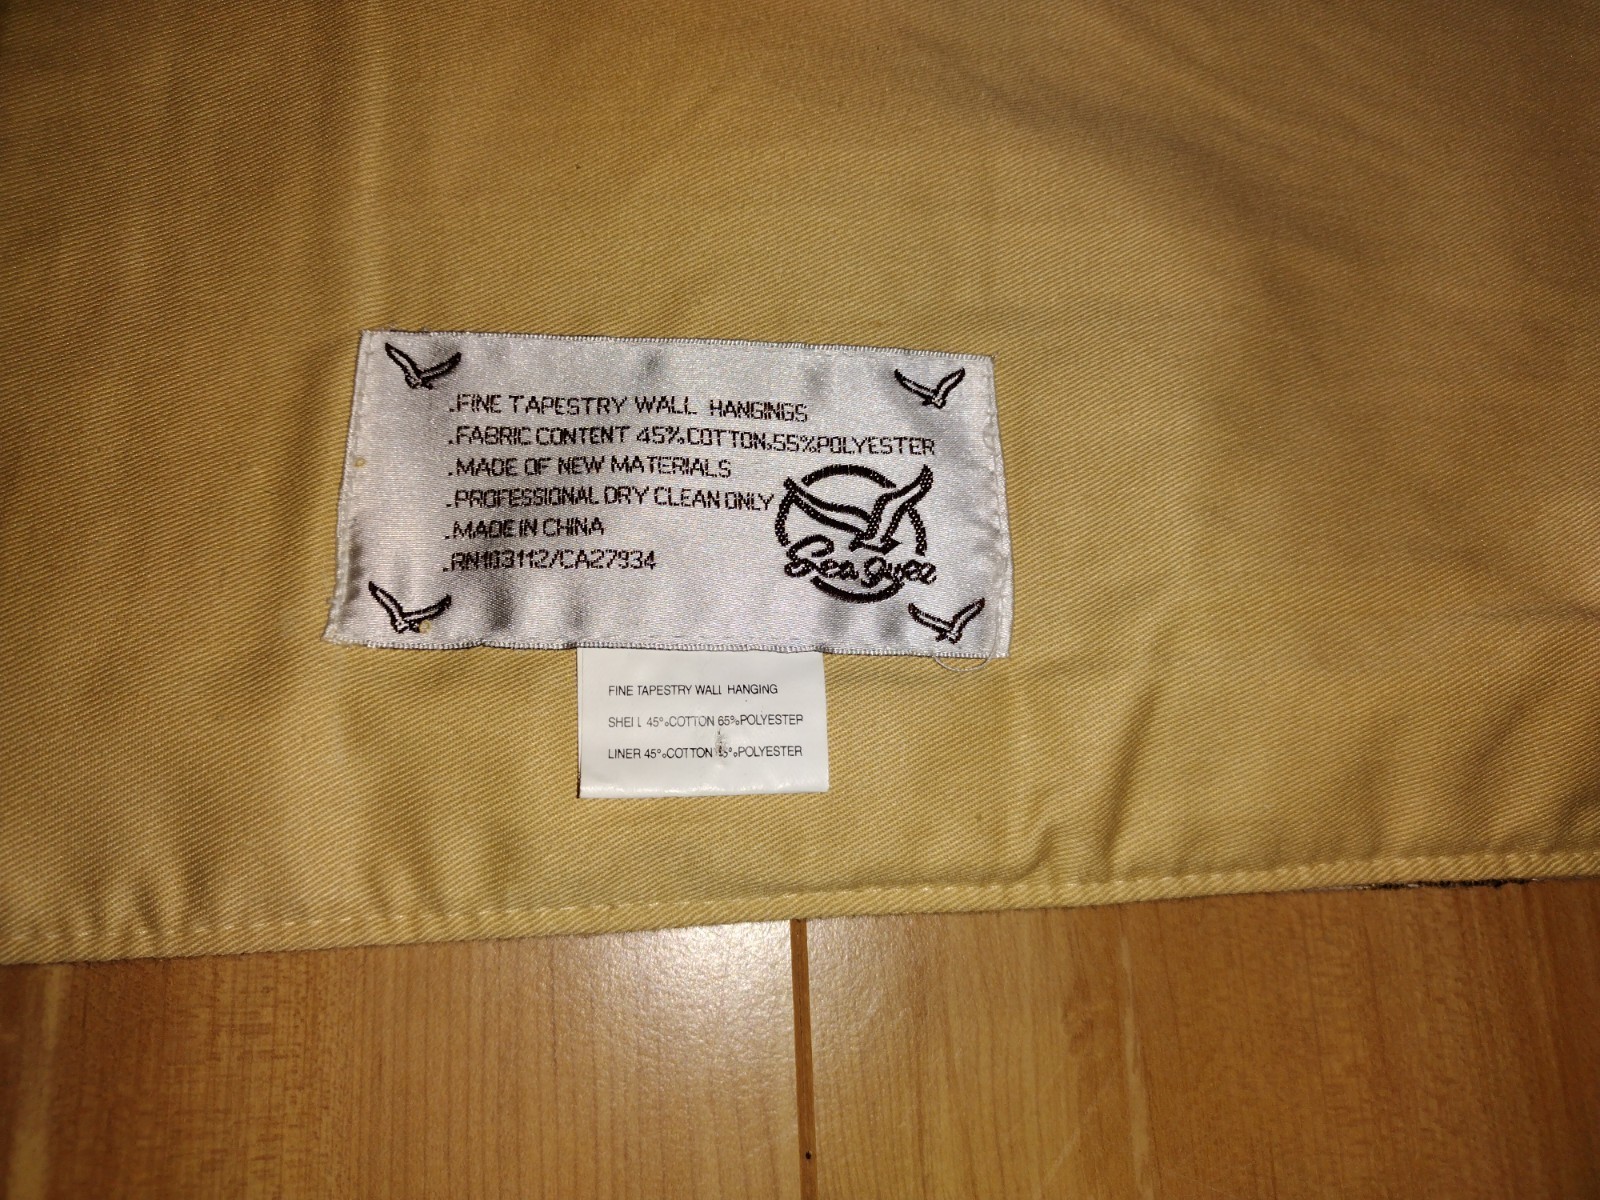 .FINE TAPESTRY WALL HANGINGS
.FABRIC CONTENT 45%COTTON,55%POLYESTER
.MADE OF NEW MATERIALS
.PROFESSIONAL DRY CLEAN ONLY
.MADE IN CHINA
.RN103112/CA27934
FINE TAPESTRY WALL HANGING
SHELL 45%COTTON 65%POLYESTER
LINER 45%COTTON POLYESTER